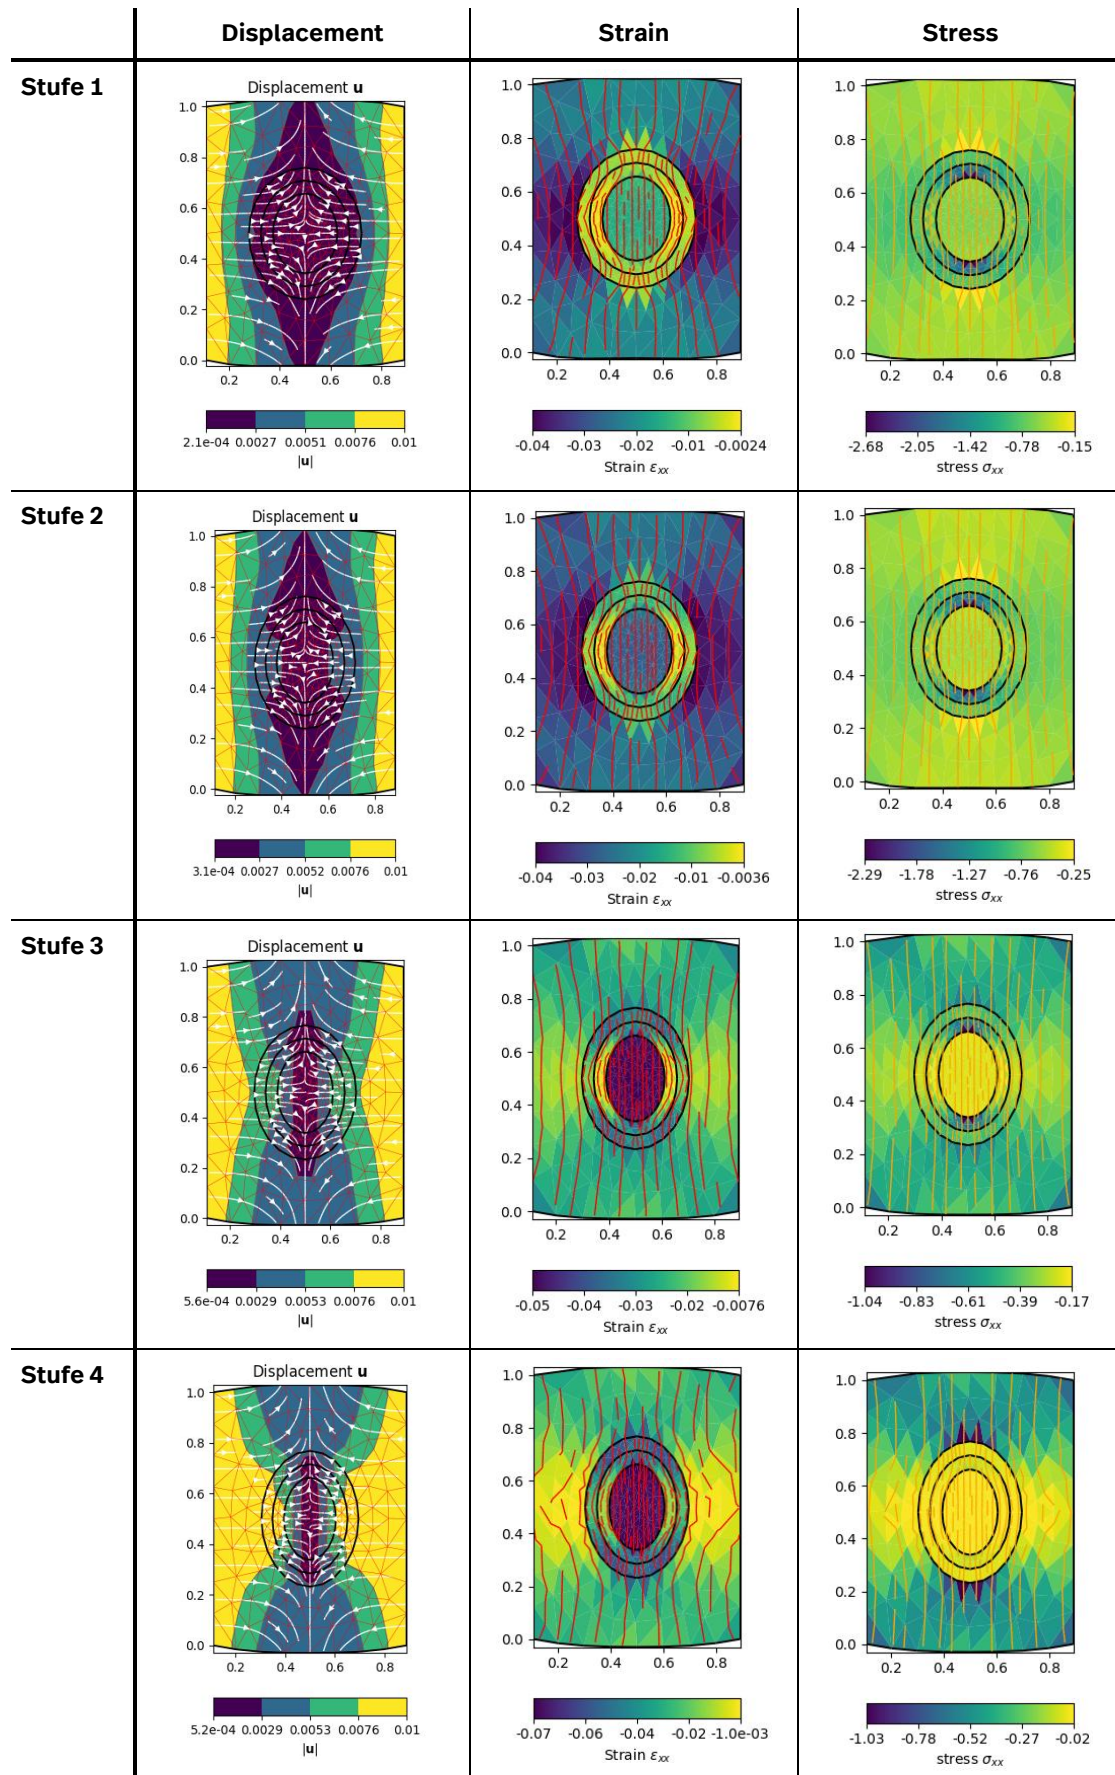 Displacement Strain Stress
Stufe 1
Displacement u
1.0
0.8
0.6
0.4
0.2
0.0
0.2 0.4 0.6 0.8
2.1e-04 0.0027 0.0051 0.0076 0.01
|u|
1.0
0.8
0.6
0.4
0.2
0.0
0.2 0.4 0.6 0.8
-0.04 -0.03 -0.02 -0.01 -0.0024
Strain εxx
1.0
0.8
0.6
0.4
0.2
0.0
0.2 0.4 0.6 0.8
-2.68 -2.05 -1.42 -0.78 -0.15
stress σxx
Stufe 2
Displacement u
1.0
0.8
0.6
0.4
0.2
0.0
0.2 0.4 0.6 0.8
3.1e-04 0.0027 0.0052 0.0076 0.01
|u|
1.0
0.8
0.6
0.4
0.2
0.0
0.2 0.4 0.6 0.8
-0.04 -0.03 -0.02 -0.01 -0.0036
Strain εxx
1.0
0.8
0.6
0.4
0.2
0.0
0.2 0.4 0.6 0.8
-2.29 -1.78 -1.27 -0.76 -0.25
stress σxx
Stufe 3
Displacement u
1.0
0.8
0.6
0.4
0.2
0.0
0.2 0.4 0.6 0.8
5.6e-04 0.0029 0.0053 0.0076 0.01
|u|
1.0
0.8
0.6
0.4
0.2
0.0
0.2 0.4 0.6 0.8
-0.05 -0.04 -0.03 -0.02 -0.0076
Strain εxx
1.0
0.8
0.6
0.4
0.2
0.0
0.2 0.4 0.6 0.8
-1.04 -0.83 -0.61 -0.39 -0.17
stress σxx
Stufe 4
Displacement u
1.0
0.8
0.6
0.4
0.2
0.0
0.2 0.4 0.6 0.8
5.2e-04 0.0029 0.0053 0.0076 0.01
|u|
1.0
0.8
0.6
0.4
0.2
0.0
0.2 0.4 0.6 0.8
-0.07 -0.06 -0.04 -0.02 -1.0e-03
Strain εxx
1.0
0.8
0.6
0.4
0.2
0.0
0.2 0.4 0.6 0.8
-1.03 -0.78 -0.52 -0.27 -0.02
stress σxx